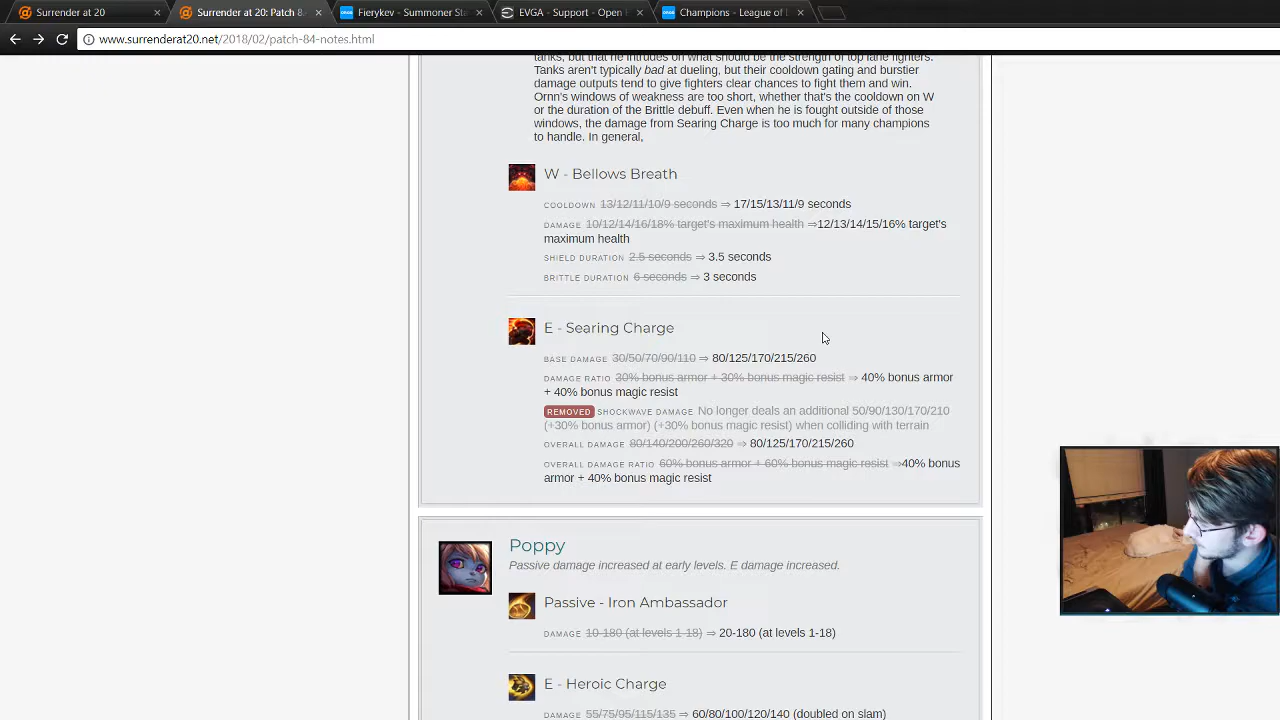 Surrender at 20
Surrender at 20: Patch 8.
Fierykev - Summoner St
EVGA - Support - Open
Champions - League of L
www.surrenderat20.net/2018/02/patch-84-notes.html
tanks, but that he intrudes on what should be the strength of top lane fighters.
Tanks aren't typically bad at dueling, but their cooldown gating and burstier
damage outputs tend to give fighters clear chances to fight them and win.
Ornn's windows of weakness are too short, whether that's the cooldown on W
or the duration of the Brittle debuff. Even when he is fought outside of those
windows, the damage from Searing Charge is too much for many champions
to handle. In general,
W - Bellows Breath
COOLDOWN 13/12/11/10/9 seconds ⇒ 17/15/13/11/9 seconds
DAMAGE 10/12/14/16/18% target's maximum health ⇒12/13/14/15/16% target's
maximum health
SHIELD DURATION 2.5 seconds ⇒ 3.5 seconds
BRITTLE DURATION 6 seconds ⇒ 3 seconds
E - Searing Charge
BASE DAMAGE 30/50/70/90/110 ⇒ 80/125/170/215/260
DAMAGE RATIO 30% bonus armor + 30% bonus magic resist ⇒ 40% bonus armor
+ 40% bonus magic resist
REMOVED SHOCKWAVE DAMAGE No longer deals an additional 50/90/130/170/210
(+30% bonus armor) (+30% bonus magic resist) when colliding with terrain
OVERALL DAMAGE 80/140/200/260/320 ⇒ 80/125/170/215/260
OVERALL DAMAGE RATIO 60% bonus armor + 60% bonus magic resist ⇒40% bonus
armor + 40% bonus magic resist
Poppy
Passive damage increased at early levels. E damage increased.
Passive - Iron Ambassador
DAMAGE 10-180 (at levels 1-18) ⇒ 20-180 (at levels 1-18)
E - Heroic Charge
DAMAGE 55/75/95/115/135 ⇒ 60/80/100/120/140 (doubled on slam)